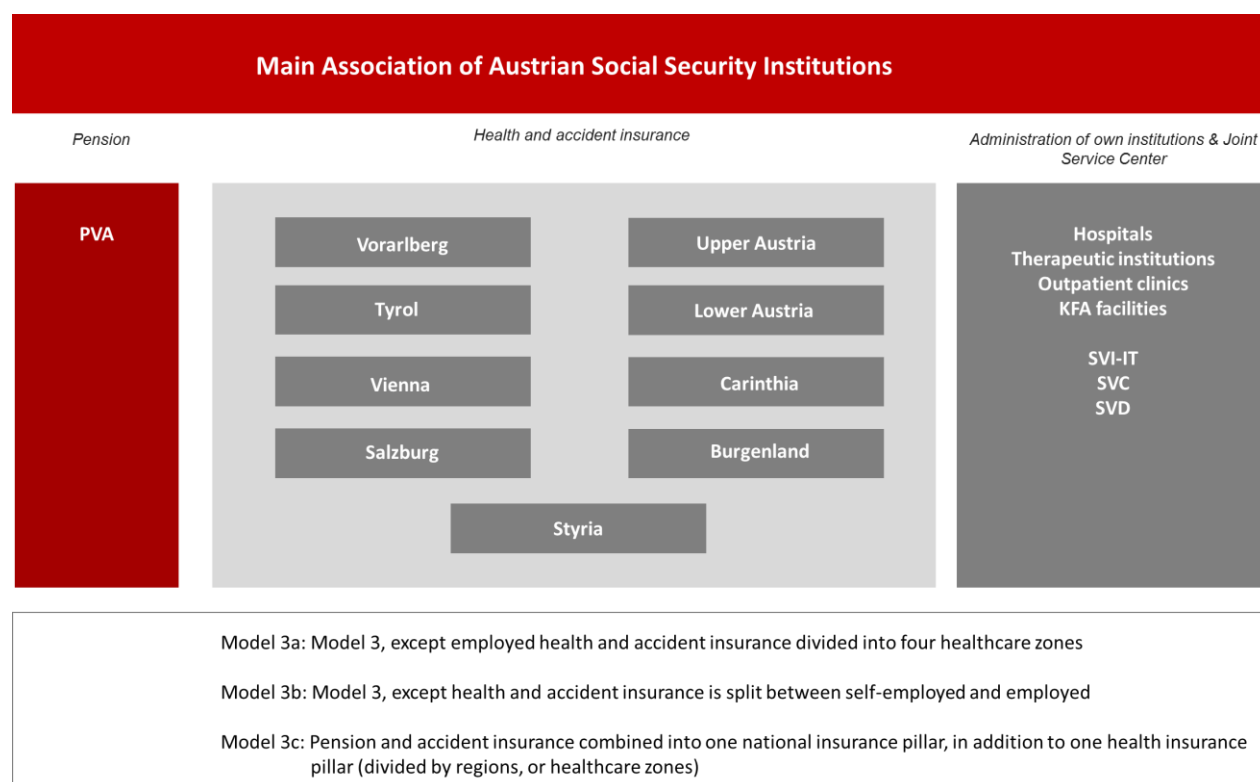 Main Association of Austrian Social Security Institutions
Pension
Health and accident insurance
Administration of own institutions & Joint
Service Center
PVA
Vorarlberg
Upper Austria
Tyrol
Lower Austria
Vienna
Carinthia
Salzburg
Burgenland
Styria
Hospitals
Therapeutic institutions
Outpatient clinics
KFA facilities
SVI-IT
SVC
SVD
Model 3a: Model 3, except employed health and accident insurance divided into four healthcare zones
Model 3b: Model 3, except health and accident insurance is split between self-employed and employed
Model 3c: Pension and accident insurance combined into one national insurance pillar, in addition to one health insurance
pillar (divided by regions, or healthcare zones)